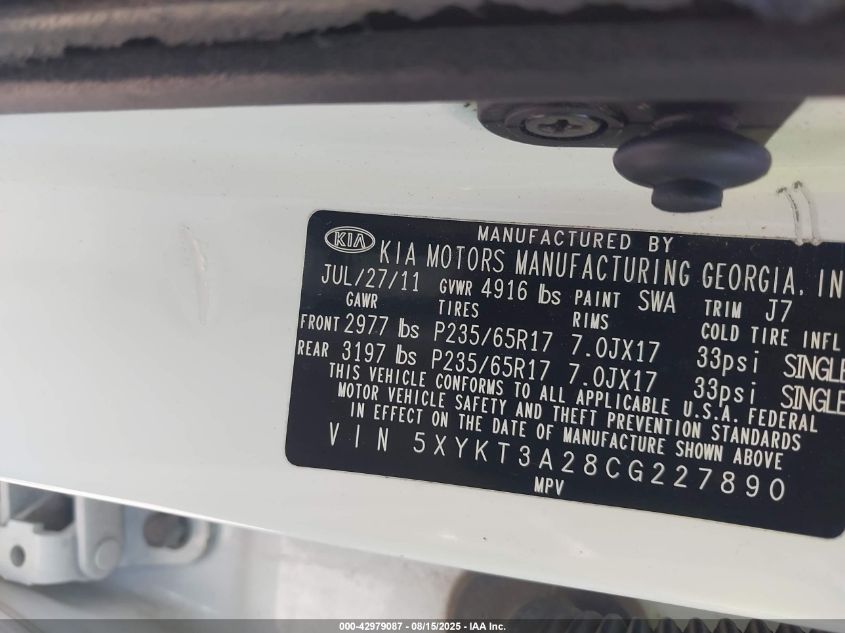 MANUFACTURED BY
KIA KIA MOTORS MANUFACTURING GEORGIA, IN
JUL/27/11 GVWR 4916 lbs PAINT SWA TRIM J7
GAWR TIRES RIMS COLD TIRE INFL
FRONT 2977 lbs P235/65R17 7.0JX17 33psi SINGLE
REAR 3197 lbs P235/65R17 7.0JX17 33psi SINGLE
THIS VEHICLE CONFORMS TO ALL APPLICABLE U.S.A. FEDERAL
MOTOR VEHICLE SAFETY AND THEFT PREVENTION STANDARDS
IN EFFECT ON THE DATE OF MANUFACTURE SHOWN ABOVE
VIN 5XYKT3A28CG227890
MPV
000-42979087 - 08/15/2025 - IAA Inc.